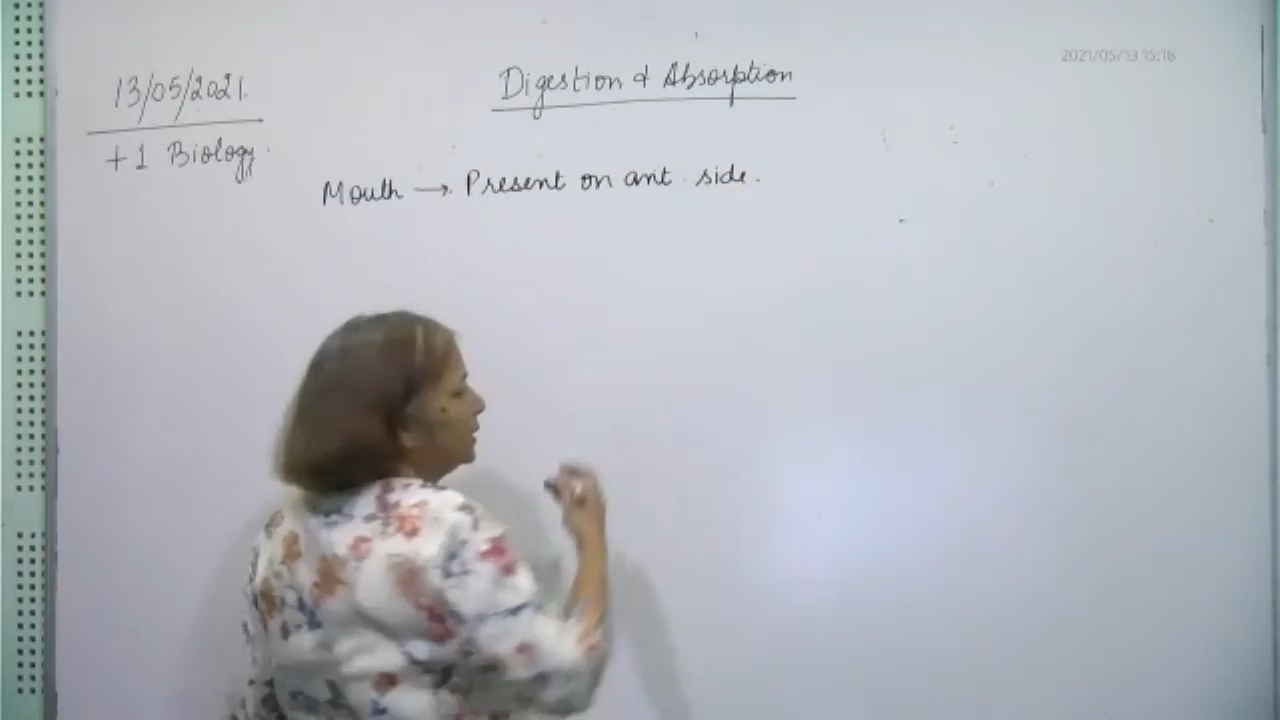 2021/05/13 15:18
13/05/2021.
Digestion & Absorption
+1 Biology.
Mouth → Present on ant. side.